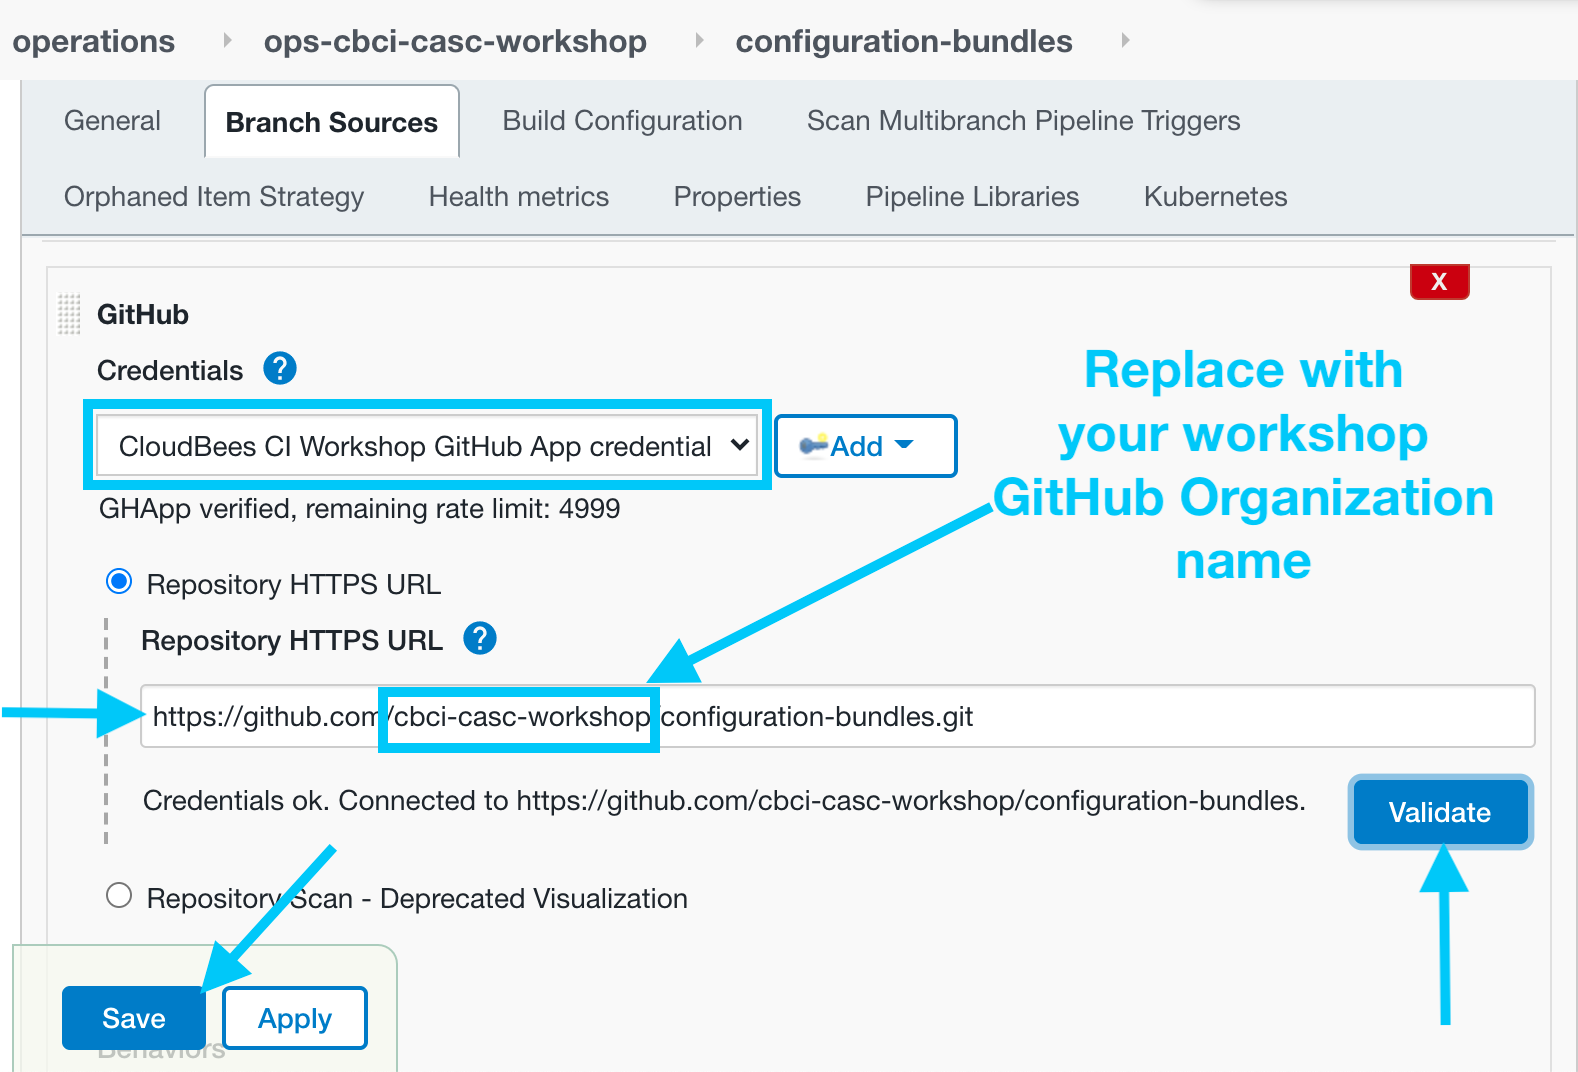 operations ops-cbci-casc-workshop configuration-bundles
General Branch Sources Build Configuration Scan Multibranch Pipeline Triggers
Orphaned Item Strategy Health metrics Properties Pipeline Libraries Kubernetes
X
GitHub
Credentials ?
Replace with
your workshop
GitHub Organization
name
CloudBees CI Workshop GitHub App credential Add
GHApp verified, remaining rate limit: 4999
Repository HTTPS URL
Repository HTTPS URL ?
https://github.com/cbci-casc-workshop/configuration-bundles.git
Credentials ok. Connected to https://github.com/cbci-casc-workshop/configuration-bundles.
Validate
Repository Scan - Deprecated Visualization
Save Apply
Behaviors